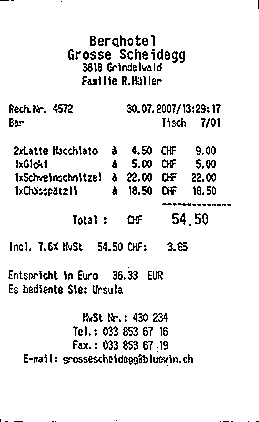 Berghotel
Grosse Scheidegg
3818 Grindelwald
Familie R.Müller
Rech.Nr. 4572 30.07.2007/13:29:17
Bar Tisch 7/01
2xLatte Macchiato à 4.50 CHF 9.00
1xGloki à 5.00 CHF 5.00
1xSchweinschnitzel à 22.00 CHF 22.00
1xChässpätzli à 18.50 CHF 18.50
Total : CHF 54.50
Incl. 7.6% MwSt 54.50 CHF: 3.85
Entspricht in Euro 36.33 EUR
Es bediente Sie: Ursula
MwSt Nr.: 430 234
Tel.: 033 853 67 16
Fax.: 033 853 67 19
E-mail: grossescheidegg@bluewin.ch